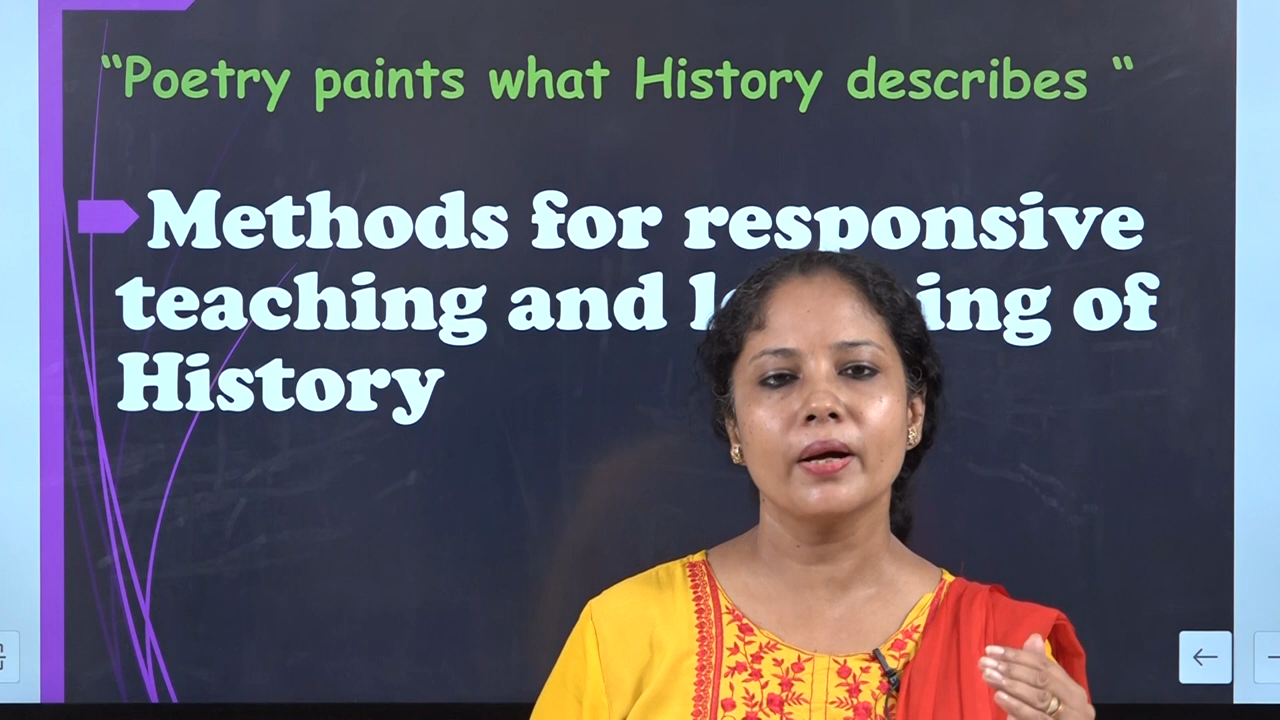 “Poetry paints what History describes “
Methods for responsive
teaching and of
History